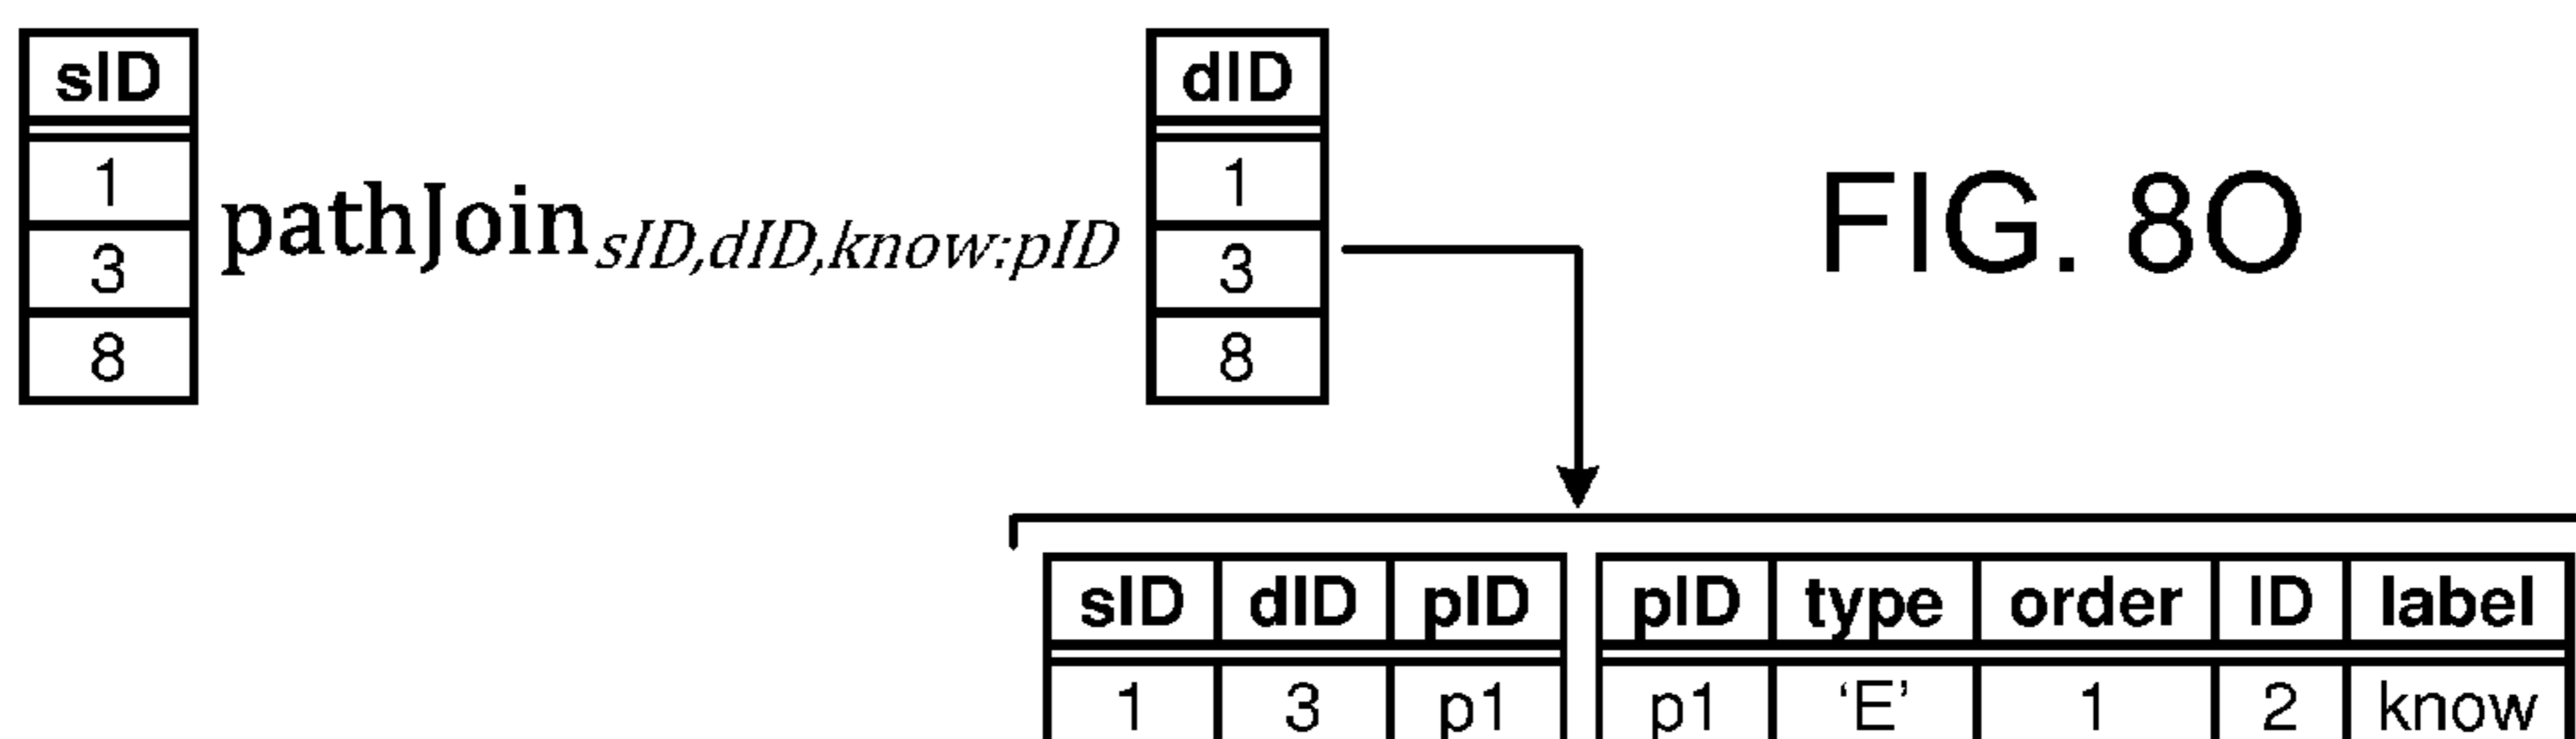 sID
1
3
8
pathJoin sID,dID,know:pID
dID
1
3
8
FIG. 8O
sID dID pID pID type order ID label
1 3 p1 p1 ‘E’ 1 2 know